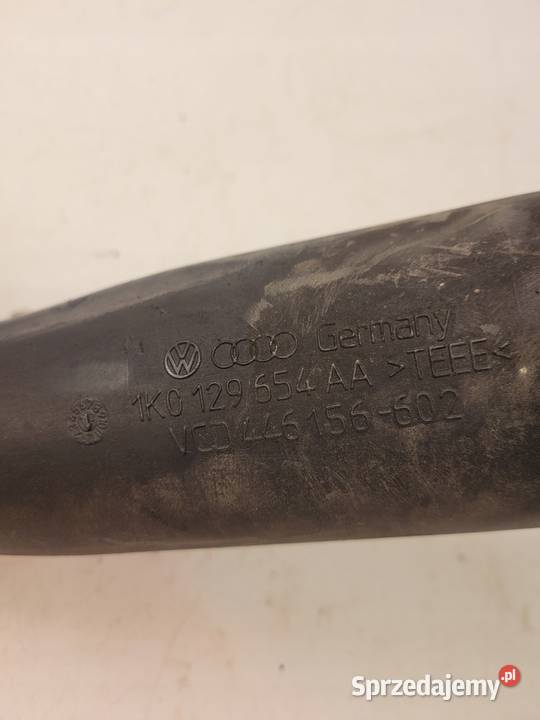 Germany
1K0 129 654 AA >TEEE<
VCD 446 156-602
Sprzedajemy.pl